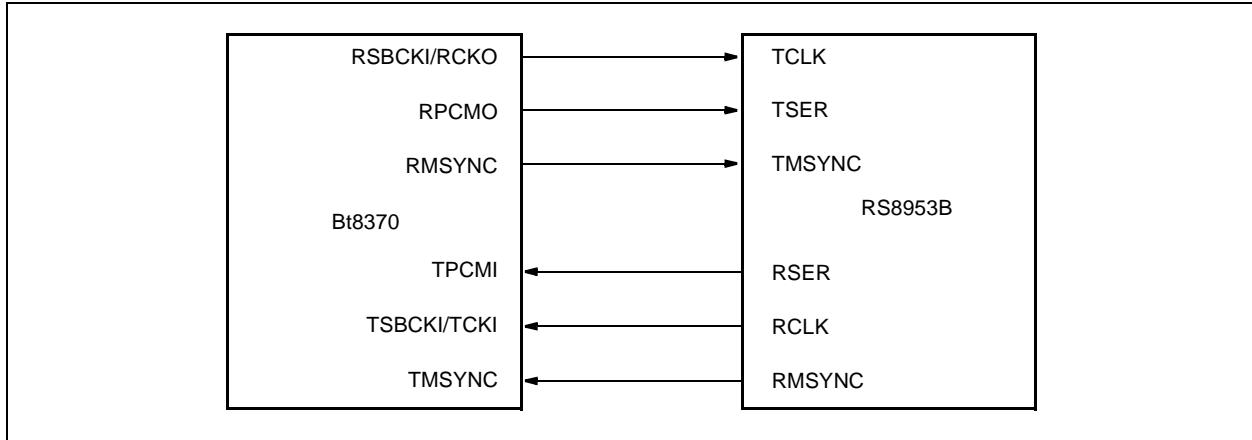 RSBCKI/RCKO
TCLK
RPCMO
TSER
RMSYNC
TMSYNC
RS8953B
Bt8370
TPCMI
RSER
TSBCKI/TCKI
RCLK
TMSYNC
RMSYNC